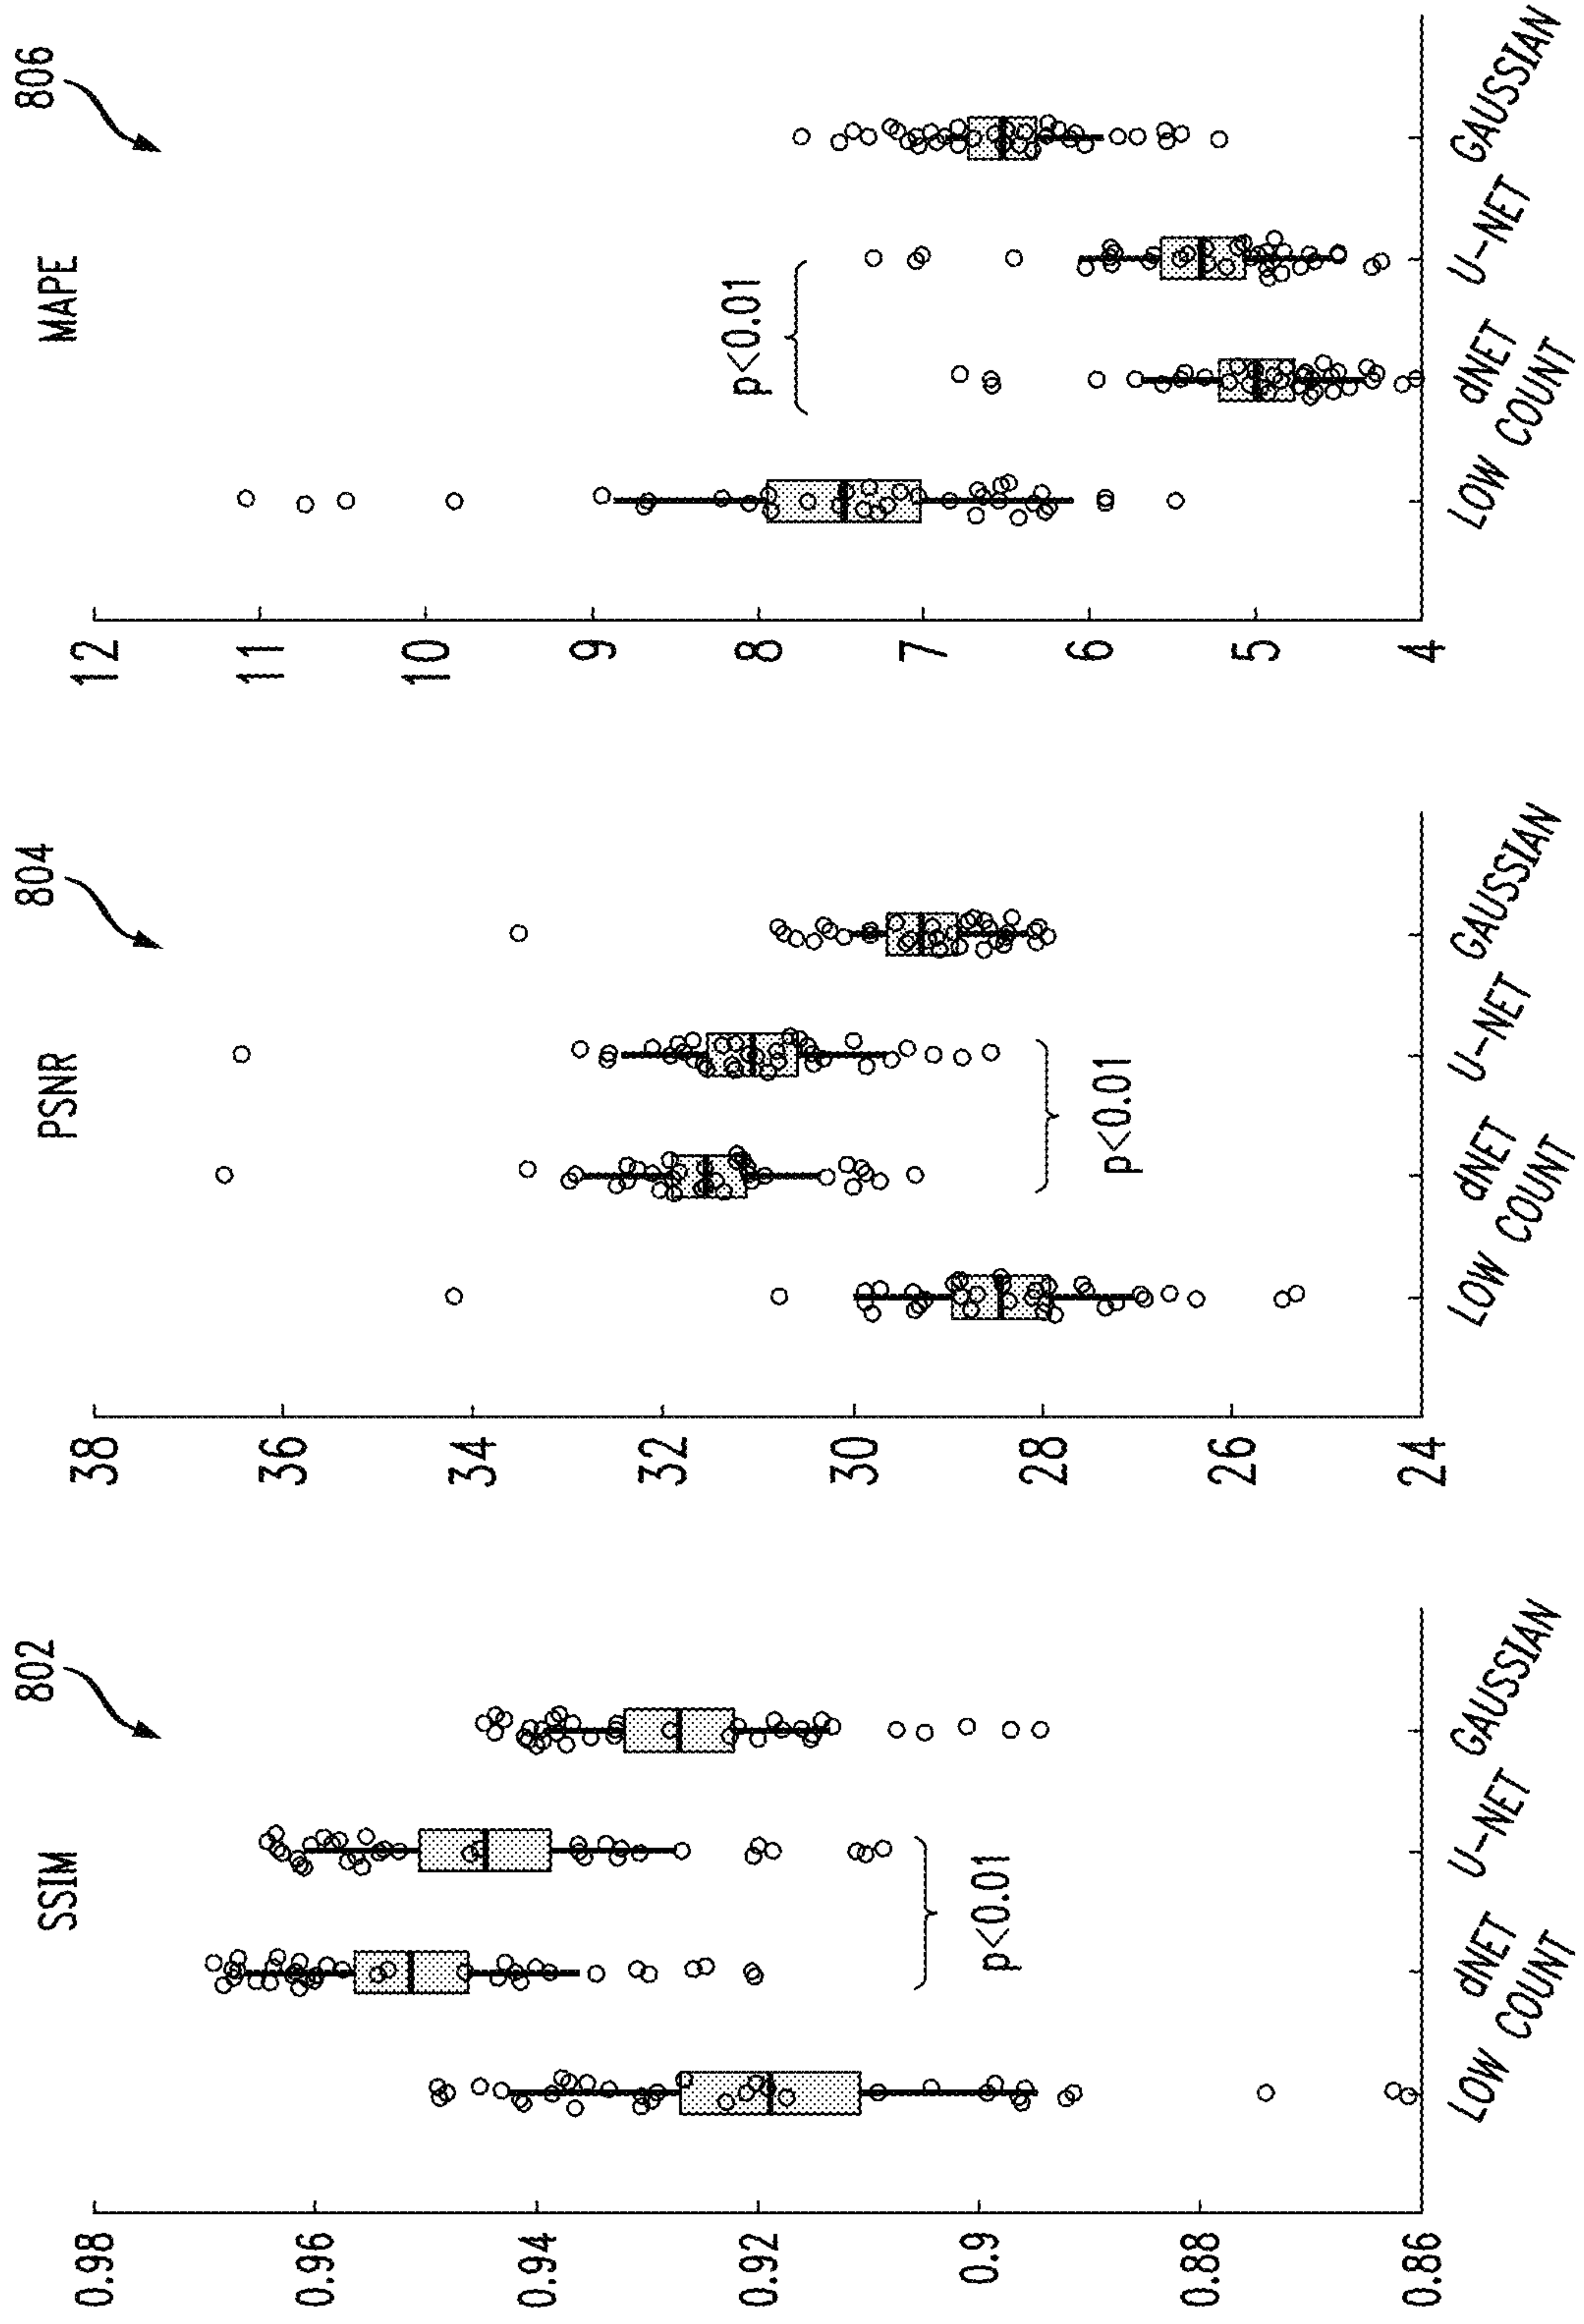 802
SSIM
0.98
0.96
0.94
0.92
0.9
0.88
0.86
p<0.01
LOW COUNT
dNET
U-NET
GAUSSIAN
804
PSNR
38
36
34
32
30
28
26
24
p<0.01
LOW COUNT
dNET
U-NET
GAUSSIAN
806
MAPE
12
11
10
9
8
7
6
5
4
p<0.01
LOW COUNT
dNET
U-NET
GAUSSIAN